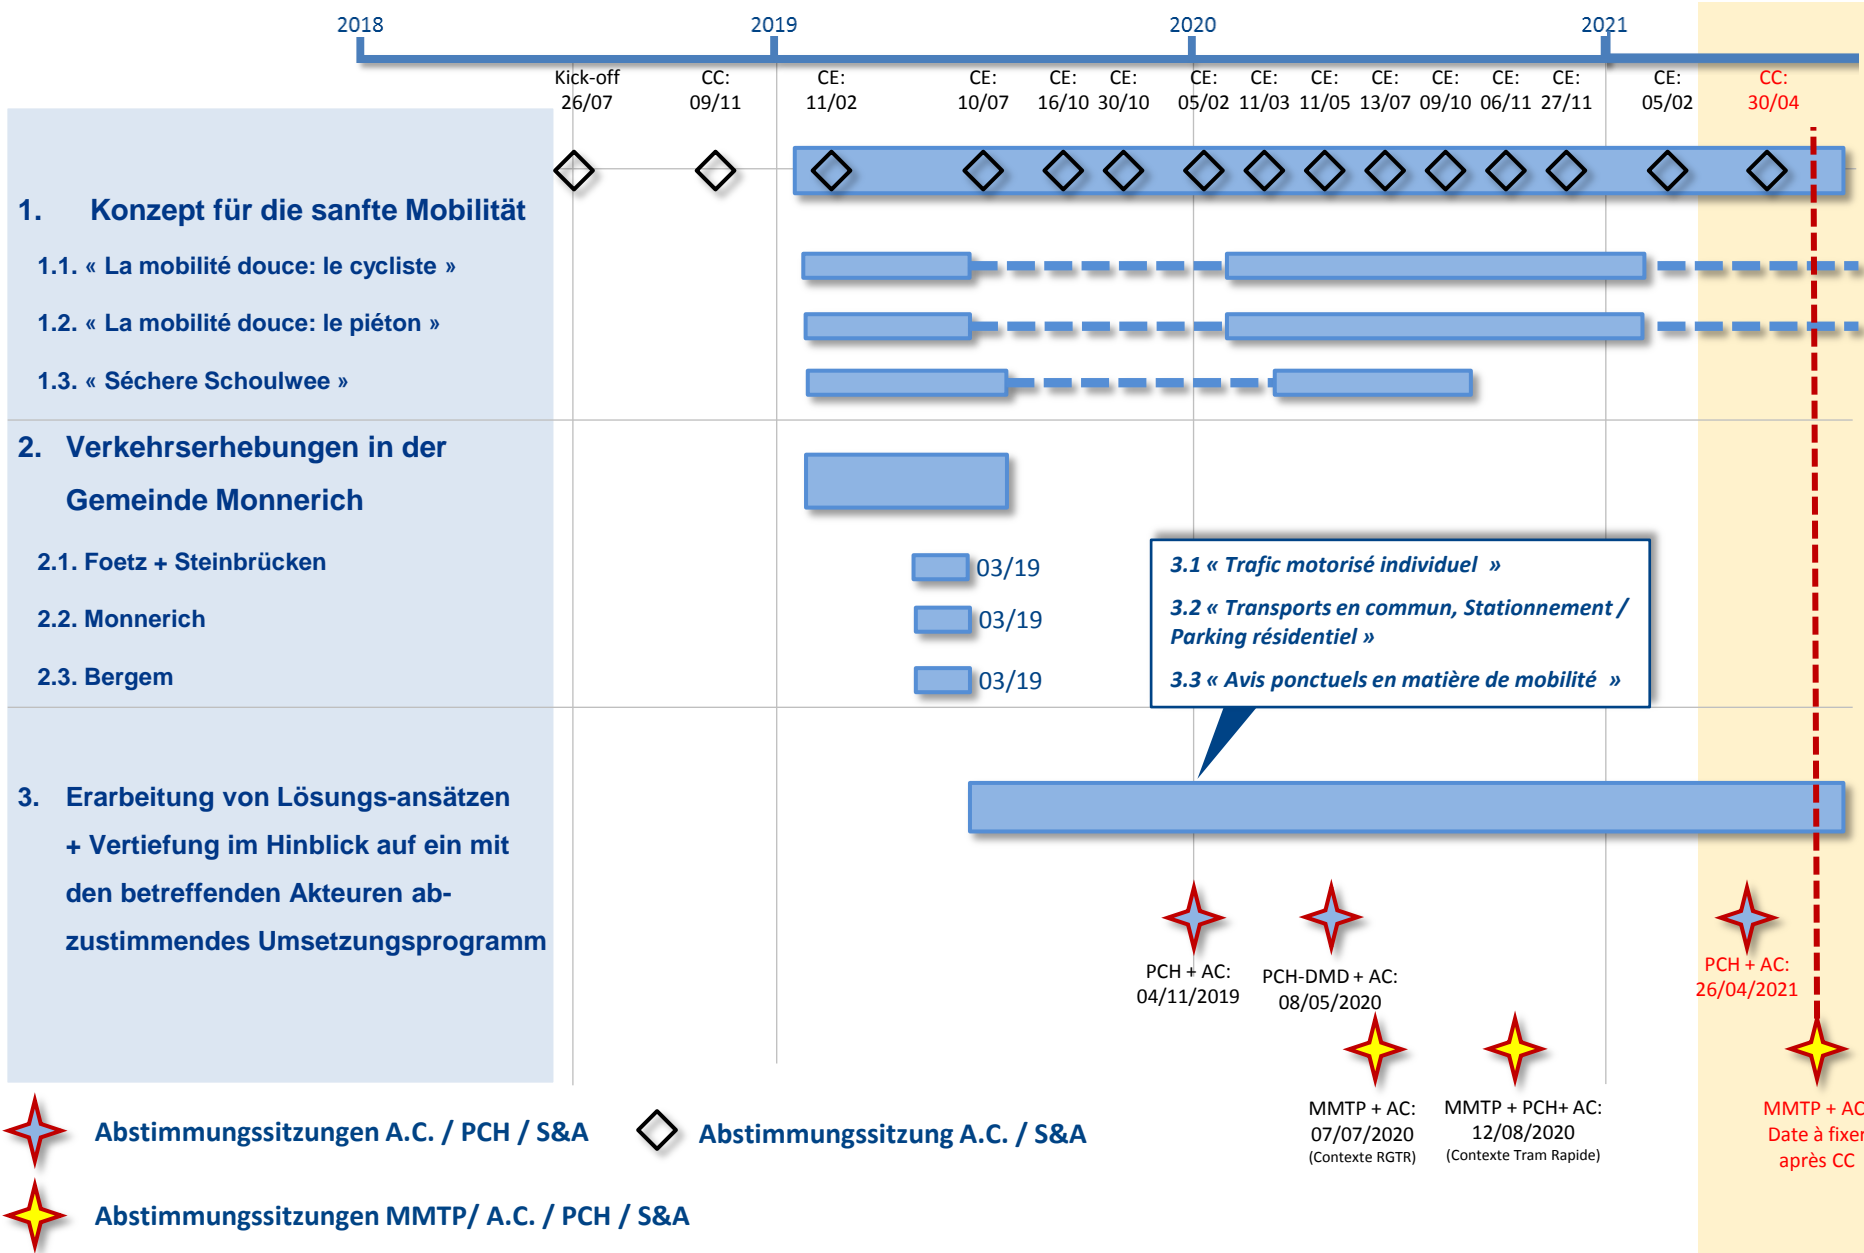 2018
2019
2020
2021
Kick-off
26/07
CC:
09/11
CE:
11/02
CE:
10/07
CE:
16/10
CE:
30/10
CE:
05/02
CE:
11/03
CE:
11/05
CE:
13/07
CE:
09/10
CE:
06/11
CE:
27/11
CE:
05/02
CC:
30/04
1. Konzept für die sanfte Mobilität
1.1. « La mobilité douce: le cycliste »
1.2. « La mobilité douce: le piéton »
1.3. « Séchere Schoulwee »
2. Verkehrserhebungen in der
Gemeinde Monnerich
2.1. Foetz + Steinbrücken
03/19
2.2. Monnerich
03/19
2.3. Bergem
03/19
3.1 « Trafic motorisé individuel »
3.2 « Transports en commun, Stationnement /
Parking résidentiel »
3.3 « Avis ponctuels en matière de mobilité »
3. Erarbeitung von Lösungs-ansätzen
+ Vertiefung im Hinblick auf ein mit
den betreffenden Akteuren ab-
zustimmendes Umsetzungsprogramm
PCH + AC:
04/11/2019
PCH-DMD + AC:
08/05/2020
PCH + AC:
26/04/2021
MMTP + AC:
07/07/2020
(Contexte RGTR)
MMTP + PCH+ AC:
12/08/2020
(Contexte Tram Rapide)
MMTP + AC
Date à fixer
après CC
Abstimmungssitzungen A.C. / PCH / S&A
Abstimmungssitzung A.C. / S&A
Abstimmungssitzungen MMTP/ A.C. / PCH / S&A